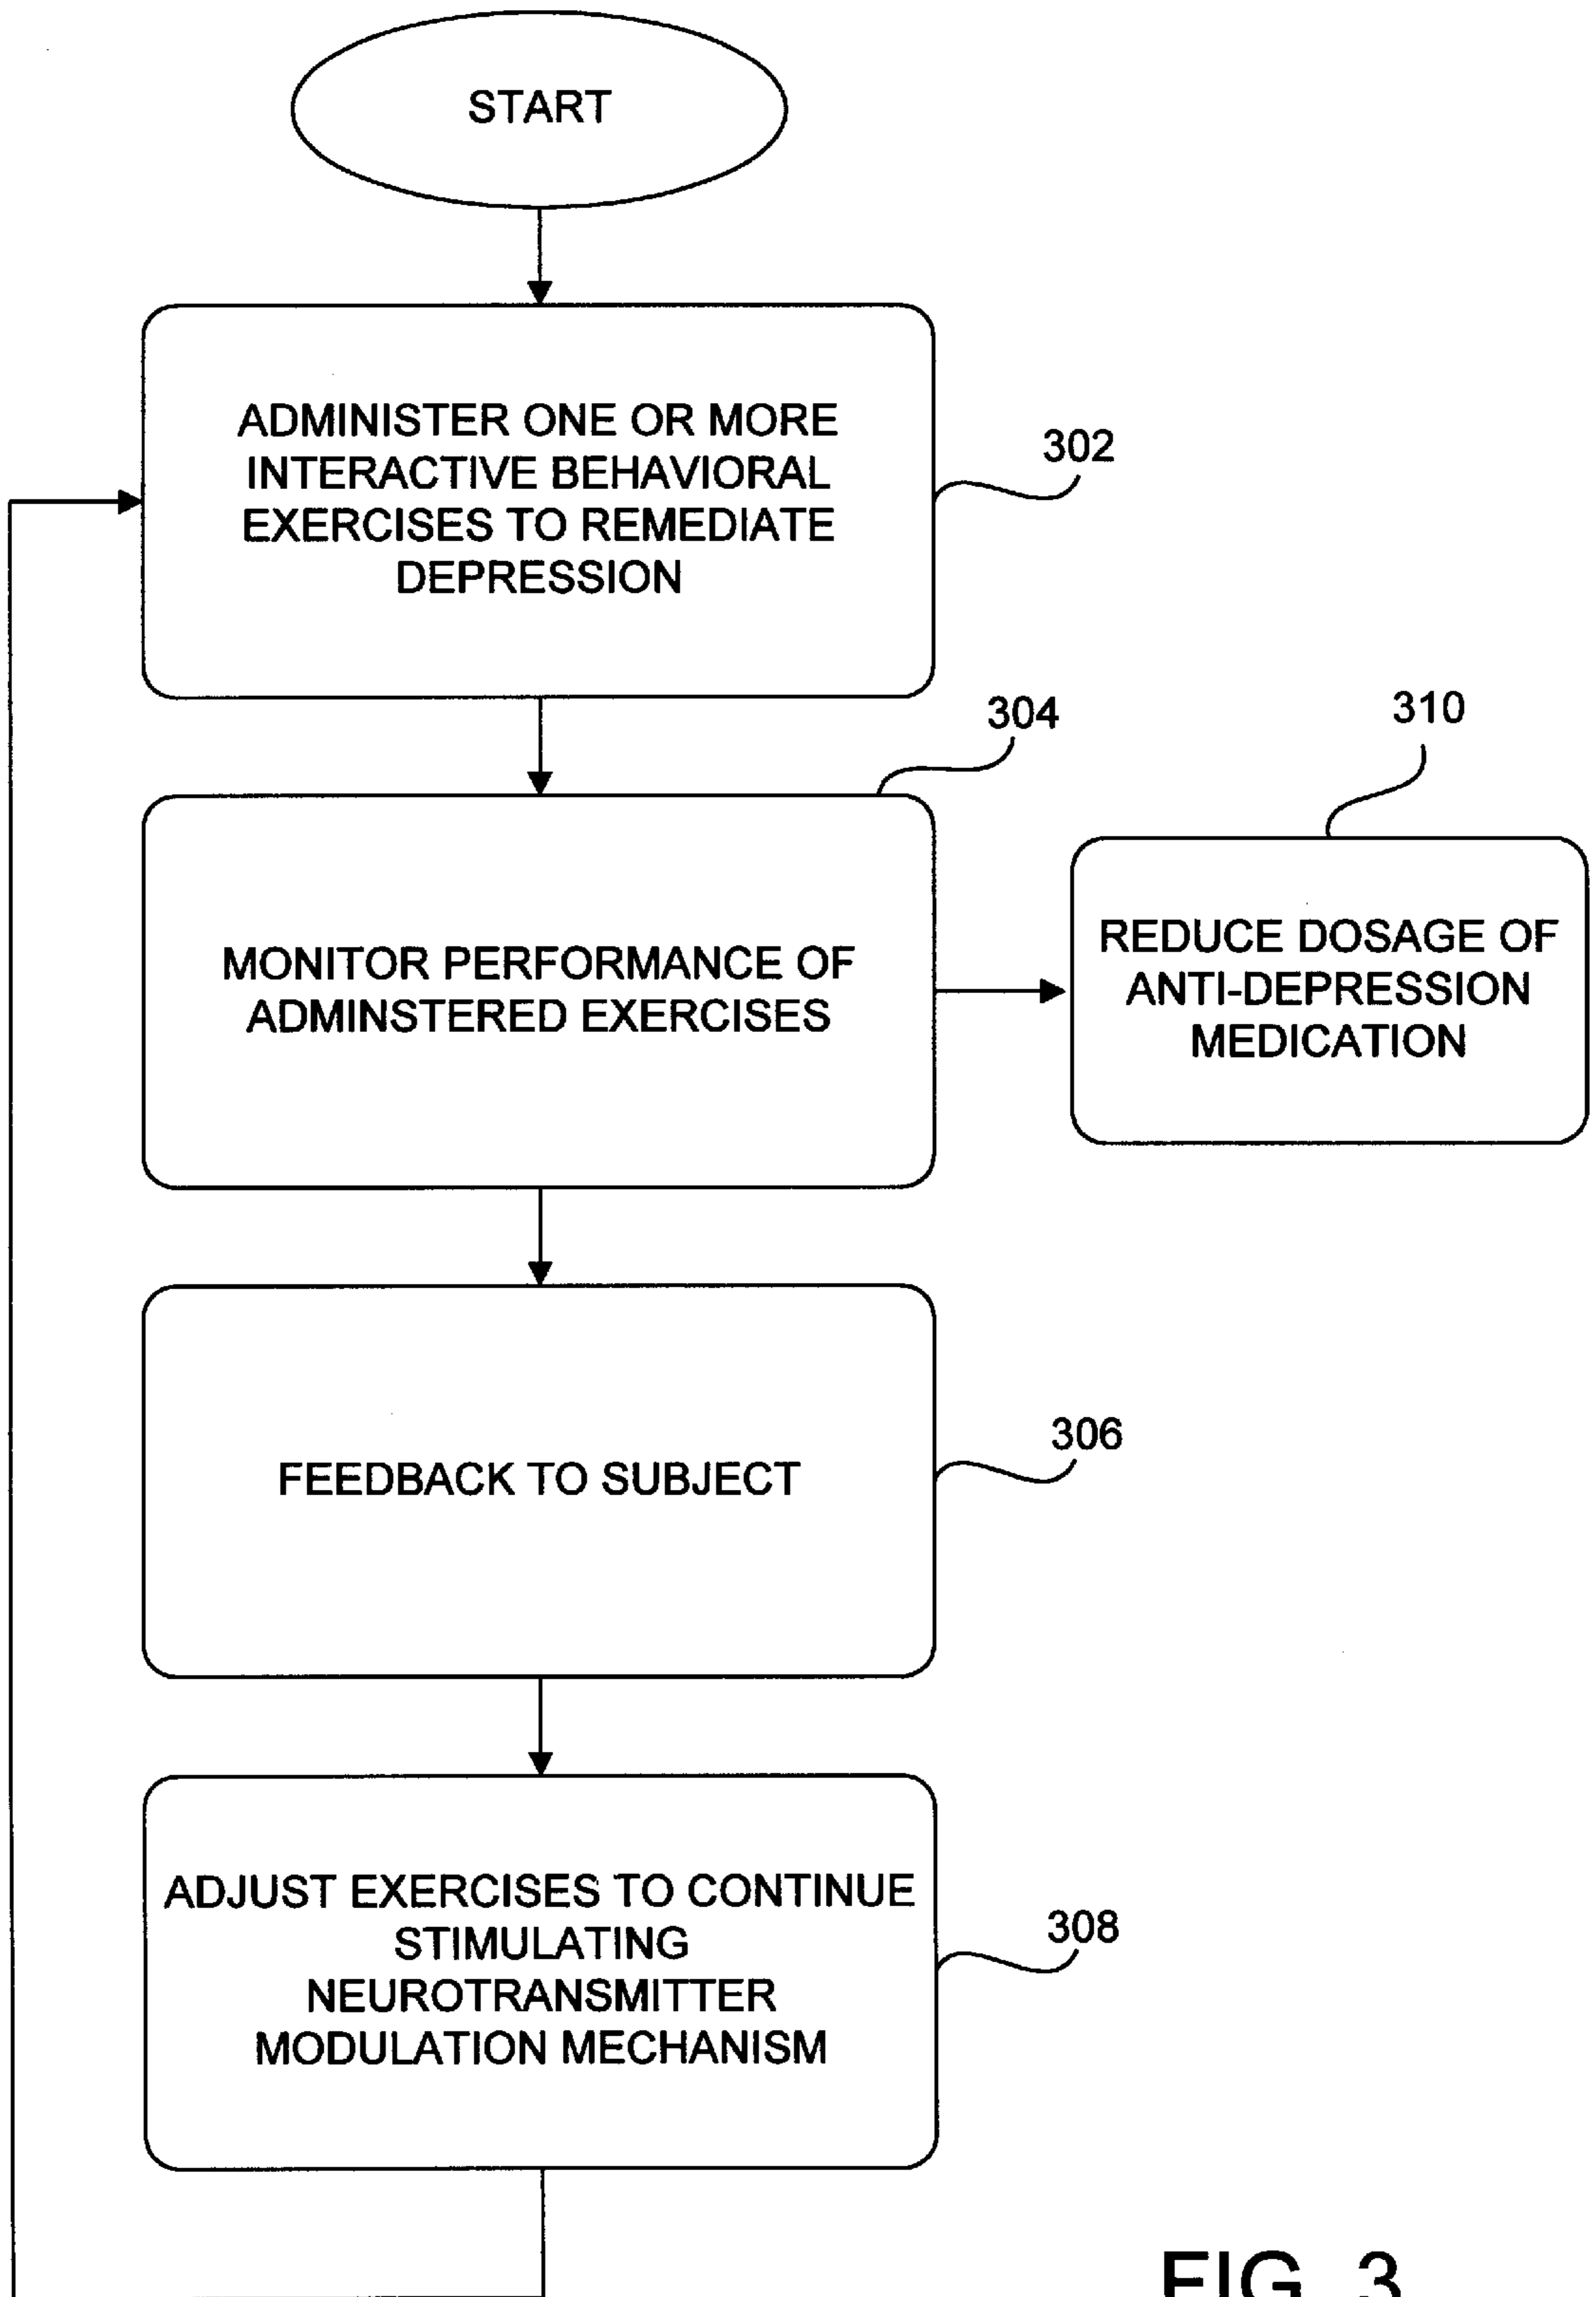 START
ADMINISTER ONE OR MORE
INTERACTIVE BEHAVIORAL
EXERCISES TO REMEDIATE
DEPRESSION
302
304
310
MONITOR PERFORMANCE OF
ADMINSTERED EXERCISES
REDUCE DOSAGE OF
ANTI-DEPRESSION
MEDICATION
FEEDBACK TO SUBJECT
306
ADJUST EXERCISES TO CONTINUE
STIMULATING
NEUROTRANSMITTER
MODULATION MECHANISM
308
FIG. 3